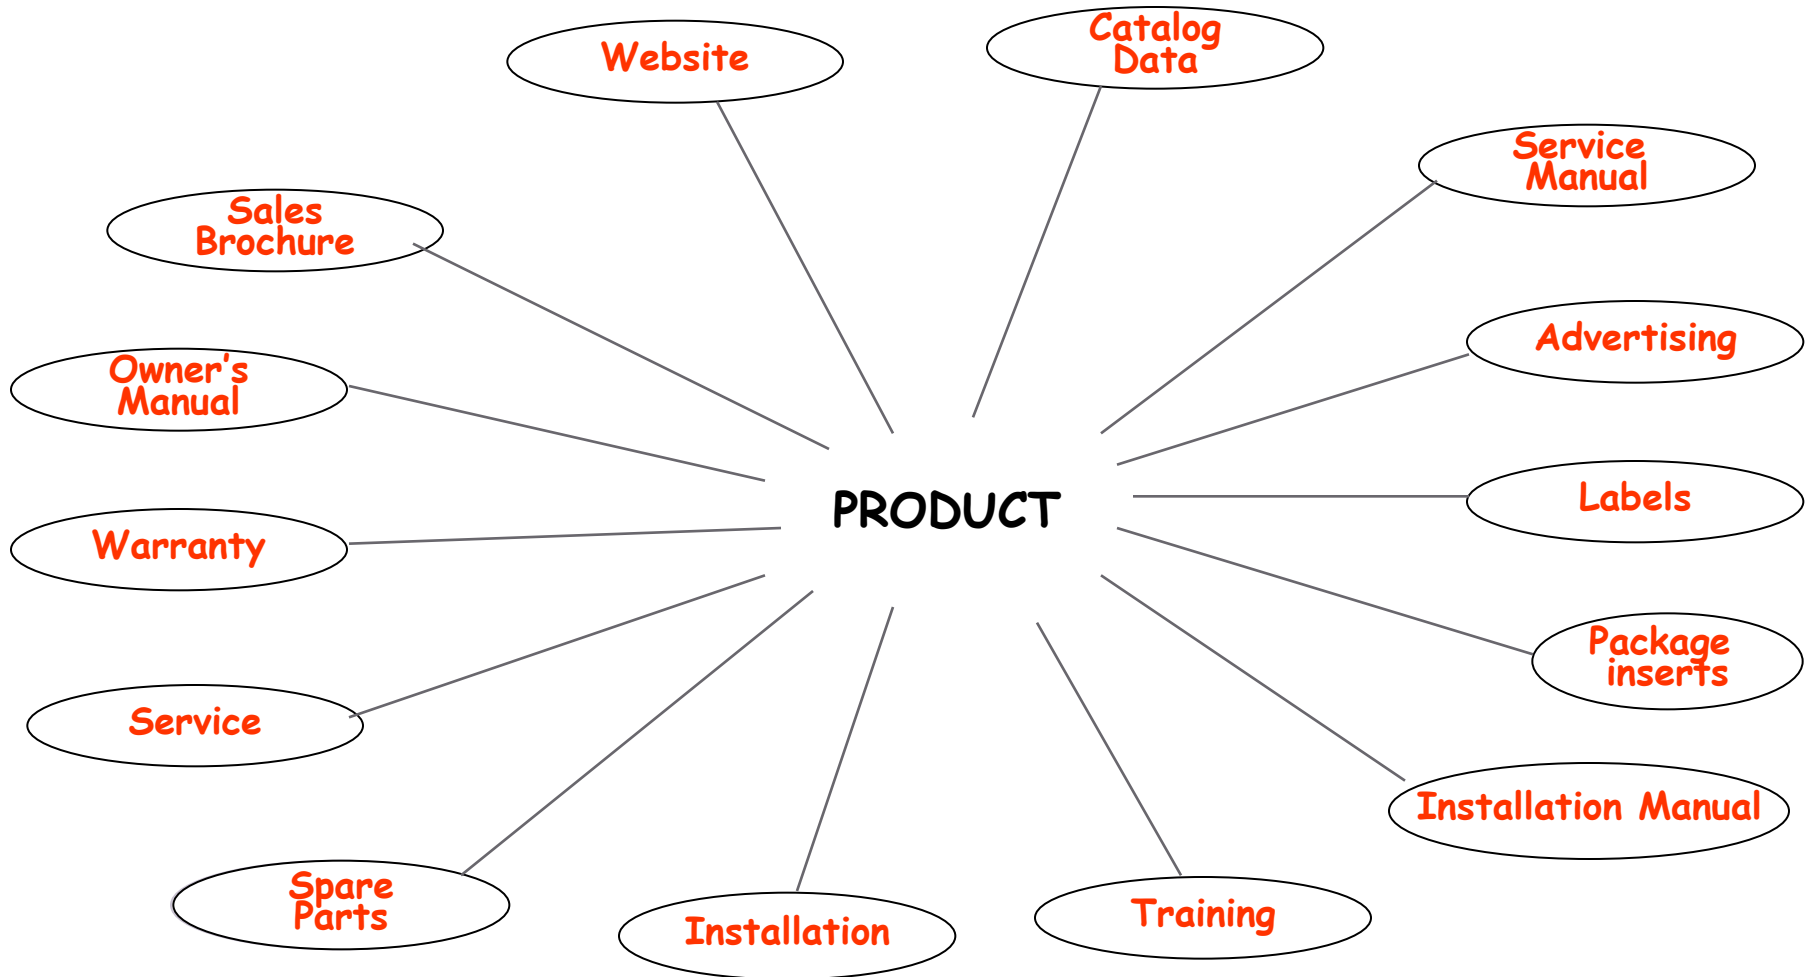 Catalog
Data
Website
Service
Manual
Sales
Brochure
Advertising
Owner’s
Manual
Labels
PRODUCT
Warranty
Package
inserts
Service
Installation Manual
Spare
Parts
Training
Installation